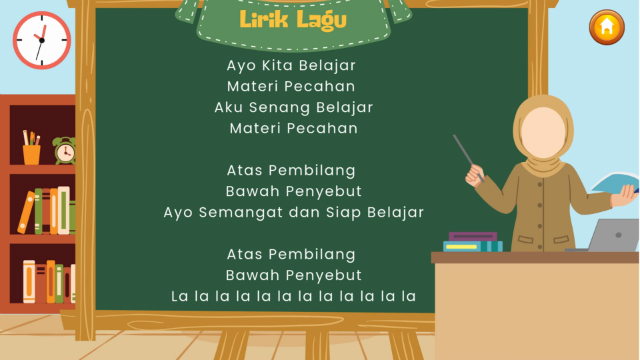 Lirik Lagu
Ayo Kita Belajar
Materi Pecahan
Aku Senang Belajar
Materi Pecahan
Atas Pembilang
Bawah Penyebut
Ayo Semangat dan Siap Belajar
Atas Pembilang
Bawah Penyebut
La la la la la la la la la la la la